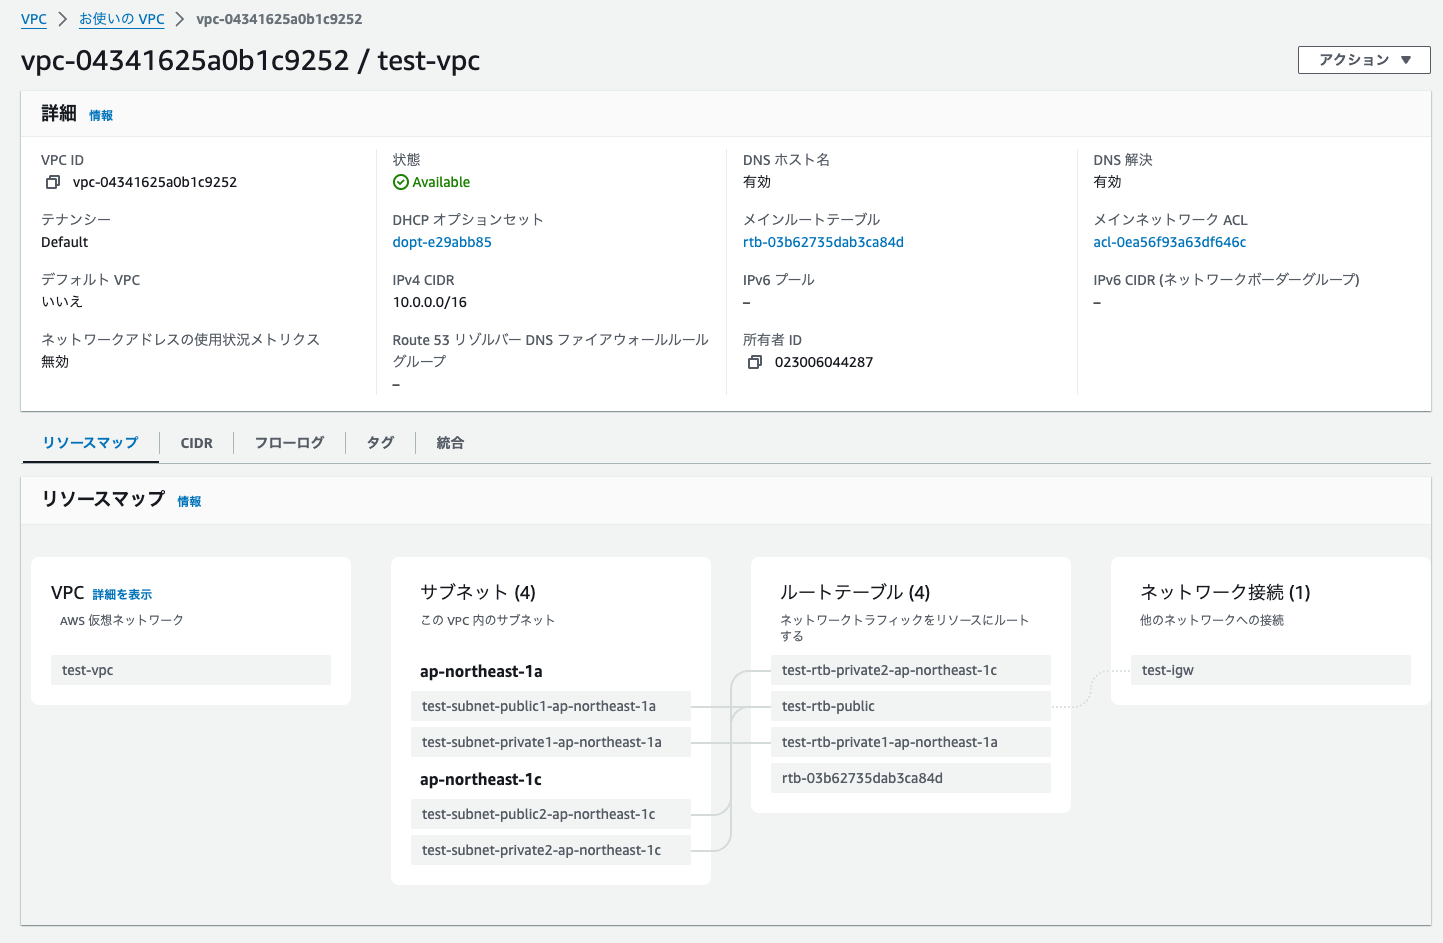 VPC > お使いの VPC > vpc-04341625a0b1c9252
vpc-04341625a0b1c9252 / test-vpc
アクション ▼
詳細 情報
VPC ID
vpc-04341625a0b1c9252
状態
Available
DNS ホスト名
有効
DNS 解決
有効
テナンシー
Default
DHCP オプションセット
dopt-e29abb85
メインルートテーブル
rtb-03b62735dab3ca84d
メインネットワーク ACL
acl-0ea56f93a63df646c
デフォルト VPC
いいえ
IPv4 CIDR
10.0.0.0/16
IPv6 プール
–
IPv6 CIDR (ネットワークボーダーグループ)
–
ネットワークアドレスの使用状況メトリクス
無効
Route 53 リゾルバー DNS ファイアウォールルール
グループ
–
所有者 ID
023006044287
リソースマップ
CIDR
フローログ
タグ
統合
リソースマップ 情報
VPC 詳細を表示
AWS 仮想ネットワーク
test-vpc
サブネット (4)
この VPC 内のサブネット
ap-northeast-1a
test-subnet-public1-ap-northeast-1a
test-subnet-private1-ap-northeast-1a
ap-northeast-1c
test-subnet-public2-ap-northeast-1c
test-subnet-private2-ap-northeast-1c
ルートテーブル (4)
ネットワークトラフィックをリソースにルート
する
test-rtb-private2-ap-northeast-1c
test-rtb-public
test-rtb-private1-ap-northeast-1a
rtb-03b62735dab3ca84d
ネットワーク接続 (1)
他のネットワークへの接続
test-igw